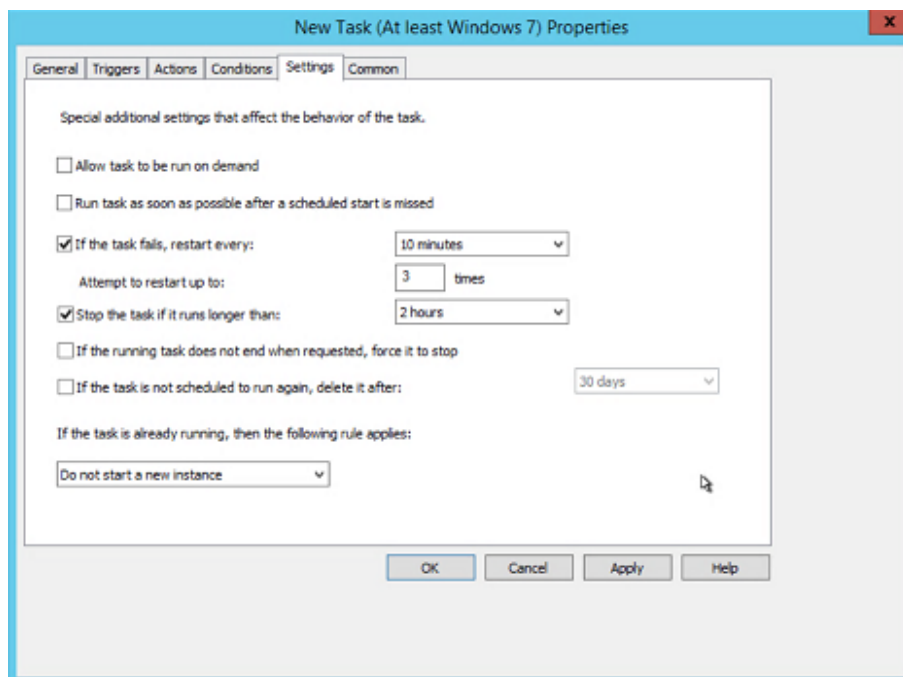 New Task (At least Windows 7) Properties
x
General Triggers Actions Conditions Settings Common
Special additional settings that affect the behavior of the task.
Allow task to be run on demand
Run task as soon as possible after a scheduled start is missed
If the task fails, restart every: 10 minutes
Attempt to restart up to: 3 times
Stop the task if it runs longer than: 2 hours
If the running task does not end when requested, force it to stop
If the task is not scheduled to run again, delete it after: 30 days
If the task is already running, then the following rule applies:
Do not start a new instance
OK Cancel Apply Help